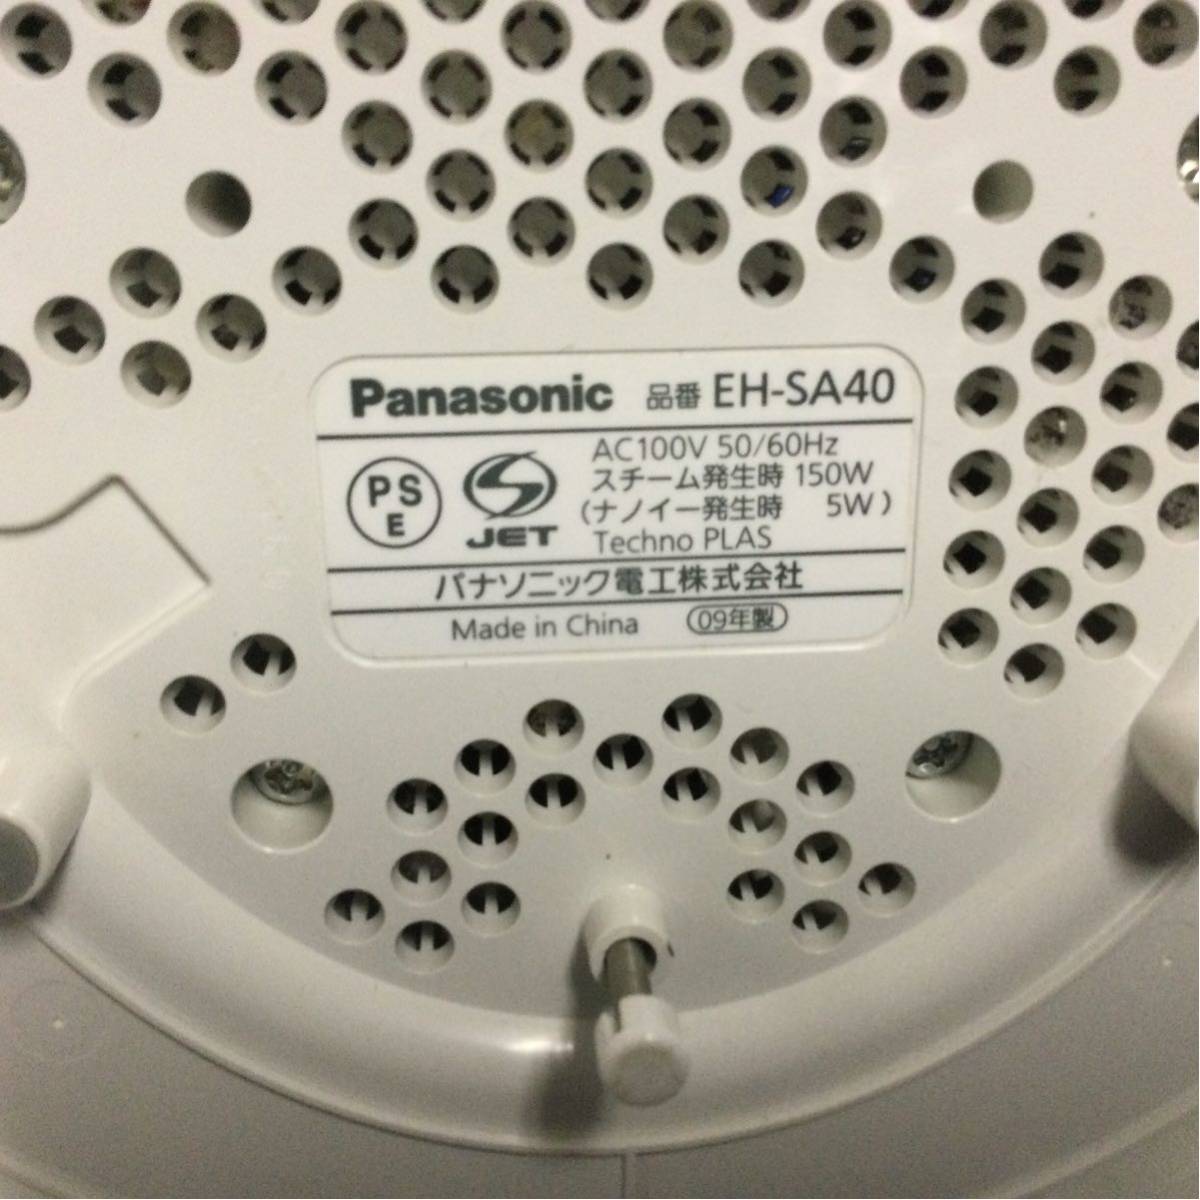 Panasonic 品番 EH-SA40
PSE JET AC100V 50/60Hz
スチーム発生時 150W
(ナノイー発生時 5W)
Techno PLAS
パナソニック電工株式会社
Made in China 09年製